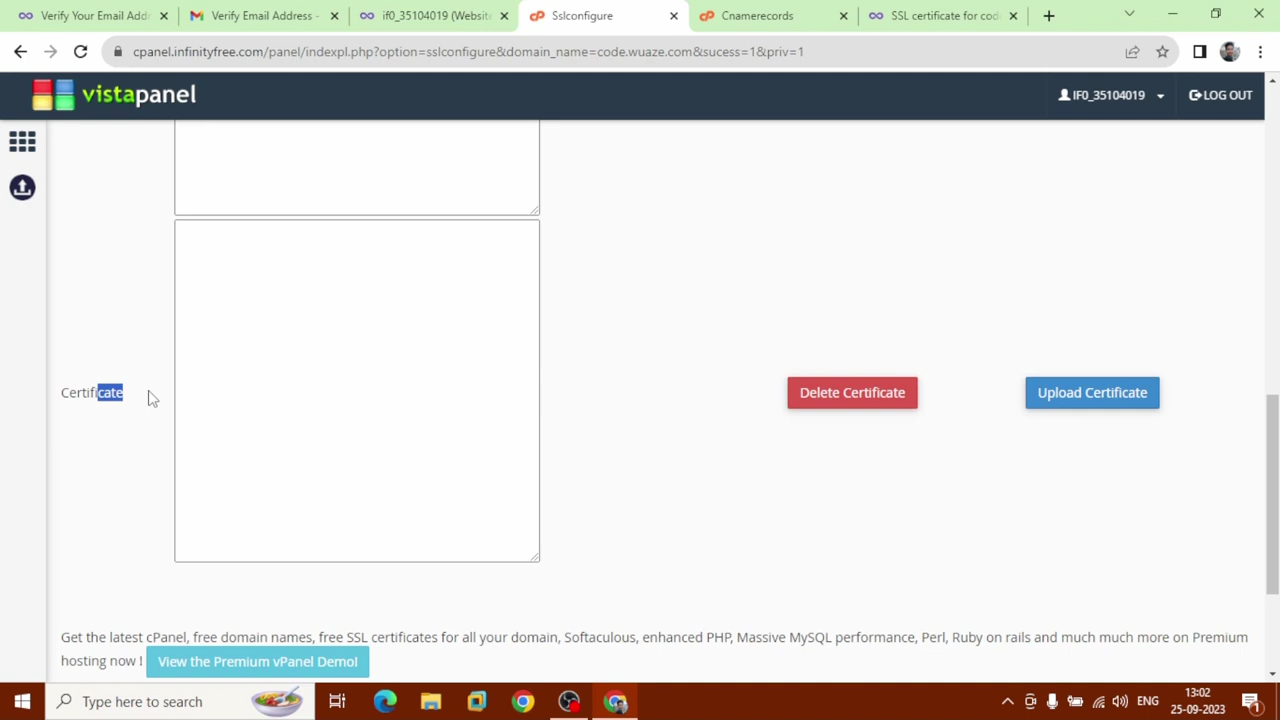 Verify Your Email Addr
Verify Email Address -
if0_35104019 (Website
Sslconfigure
Cnamerecords
SSL certificate for cod
cpanel.infinityfree.com/panel/indexpl.php?option=sslconfigure&domain_name=code.wuaze.com&sucess=1&priv=1
vistapanel
IF0_35104019
LOG OUT
Certificate
Delete Certificate
Upload Certificate
Get the latest cPanel, free domain names, free SSL certificates for all your domain, Softaculous, enhanced PHP, Massive MySQL performance, Perl, Ruby on rails and much much more on Premium
hosting now !
View the Premium vPanel Demo!
Type here to search
ENG
13:02
25-09-2023
1